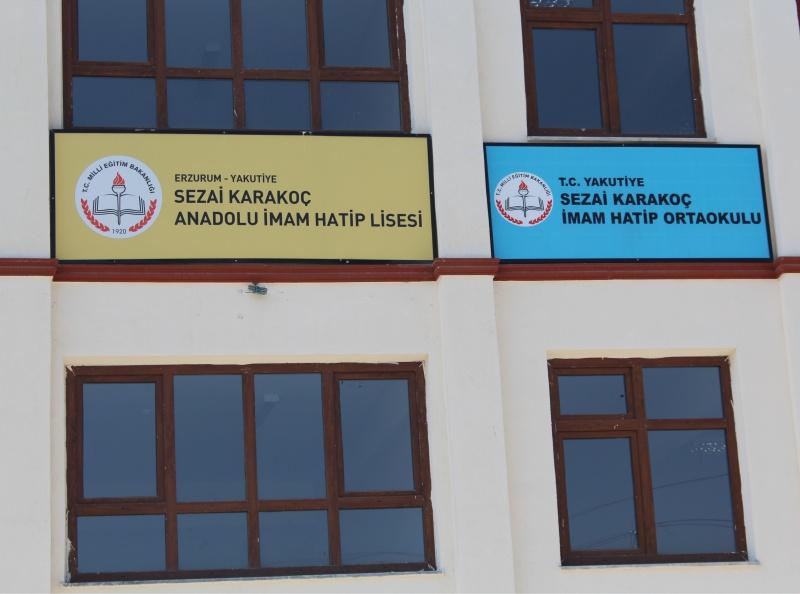 T.C. MİLLİ EĞİTİM BAKANLIĞI
1920
ERZURUM - YAKUTİYE
SEZAİ KARAKOÇ
ANADOLU İMAM HATİP LİSESİ
T.C. MİLLİ EĞİTİM BAKANLIĞI
T.C. YAKUTİYE
SEZAİ KARAKOÇ
İMAM HATİP ORTAOKULU